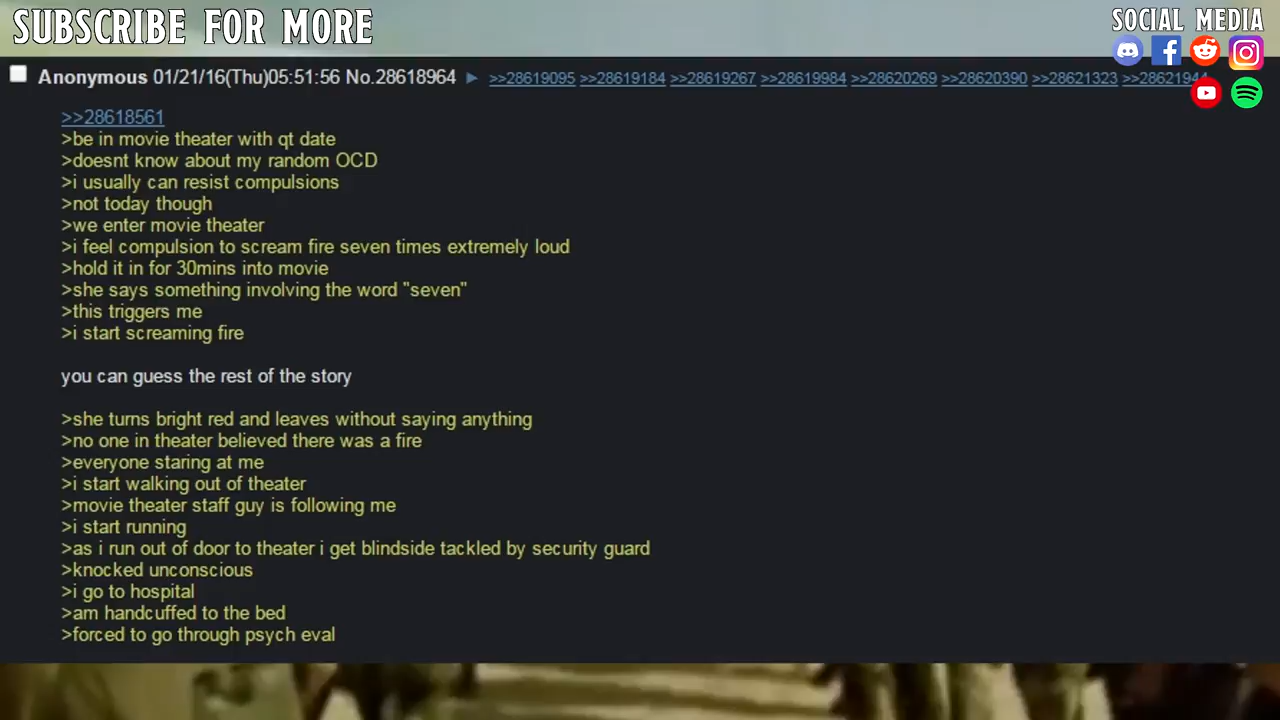 SUBSCRIBE FOR MORE
SOCIAL MEDIA
Anonymous 01/21/16(Thu)05:51:56 No.28618964 ▶ >>28619095 >>28619184 >>28619267 >>28619984 >>28620269 >>28620390 >>28621323 >>28621944
>>28618561
>be in movie theater with qt date
>doesnt know about my random OCD
>i usually can resist compulsions
>not today though
>we enter movie theater
>i feel compulsion to scream fire seven times extremely loud
>hold it in for 30mins into movie
>she says something involving the word "seven"
>this triggers me
>i start screaming fire
you can guess the rest of the story
>she turns bright red and leaves without saying anything
>no one in theater believed there was a fire
>everyone staring at me
>i start walking out of theater
>movie theater staff guy is following me
>i start running
>as i run out of door to theater i get blindside tackled by security guard
>knocked unconscious
>i go to hospital
>am handcuffed to the bed
>forced to go through psych eval